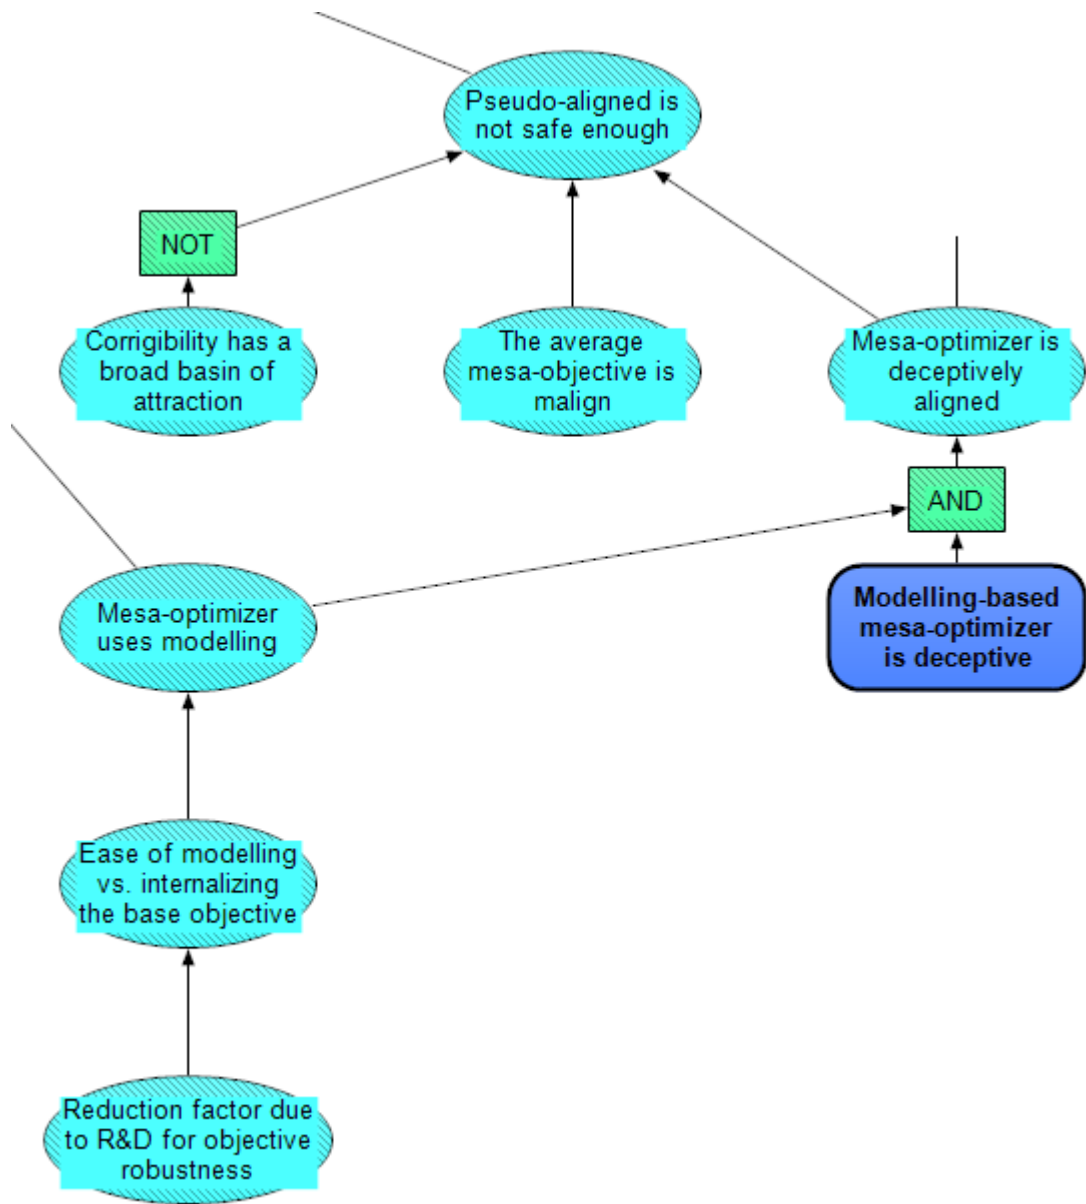 Pseudo-aligned is
not safe enough
NOT
Corrigibility has a
broad basin of
attraction
The average
mesa-objective is
malign
Mesa-optimizer is
deceptively
aligned
AND
Modelling-based
mesa-optimizer
is deceptive
Mesa-optimizer
uses modelling
Ease of modelling
vs. internalizing
the base objective
Reduction factor due
to R&D for objective
robustness